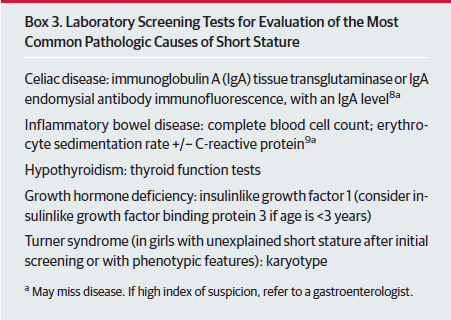 Box 3. Laboratory Screening Tests for Evaluation of the Most
Common Pathologic Causes of Short Stature
Celiac disease: immunoglobulin A (IgA) tissue transglutaminase or IgA
endomysial antibody immunofluorescence, with an IgA level8a
Inflammatory bowel disease: complete blood cell count; erythro-
cyte sedimentation rate +/− C-reactive protein9a
Hypothyroidism: thyroid function tests
Growth hormone deficiency: insulinlike growth factor 1 (consider in-
sulinlike growth factor binding protein 3 if age is <3 years)
Turner syndrome (in girls with unexplained short stature after initial
screening or with phenotypic features): karyotype
a May miss disease. If high index of suspicion, refer to a gastroenterologist.